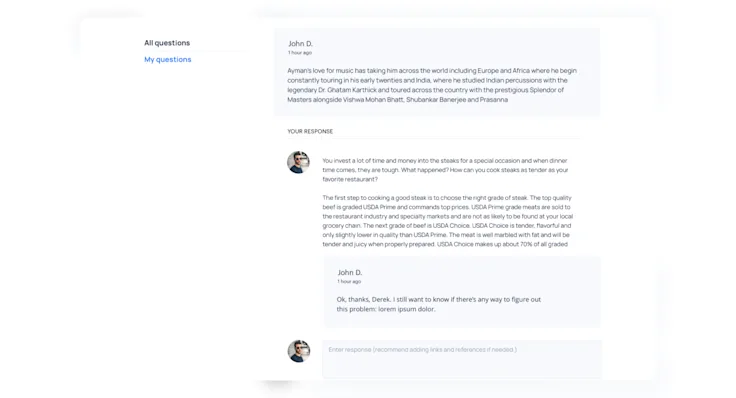 All questions
My questions
John D.
1 hour ago
Ayman's love for music has taking him across the world including Europe and Africa where he begin
constantly touring in his early twenties and India, where he studied Indian percussions with the
legendary Dr. Ghatam Karthick and toured across the country with the prestigious Splendor of
Masters alongside Vishwa Mohan Bhatt, Shubankar Banerjee and Prasanna
YOUR RESPONSE
You invest a lot of time and money into the steaks for a special occasion and when dinner
time comes, they are tough. What happened? How can you cook steaks as tender as your
favorite restaurant?
The first step to cooking a good steak is to choose the right grade of steak. The top quality
beef is graded USDA Prime and commands top prices. USDA Prime grade meats are sold to
the restaurant industry and specialty markets and are not as likely to be found at your local
grocery chain. The next grade of beef is USDA Choice. USDA Choice is tender, flavorful and
only slightly lower in quality than USDA Prime. The meat is well marbled with fat and will be
tender and juicy when properly prepared. USDA Choice makes up about 70% of all graded
John D.
1 hour ago
Ok, thanks, Derek. I still want to know if there's any way to figure out
this problem: lorem ipsum dolor.
Enter response (recommend adding links and references if needed.)